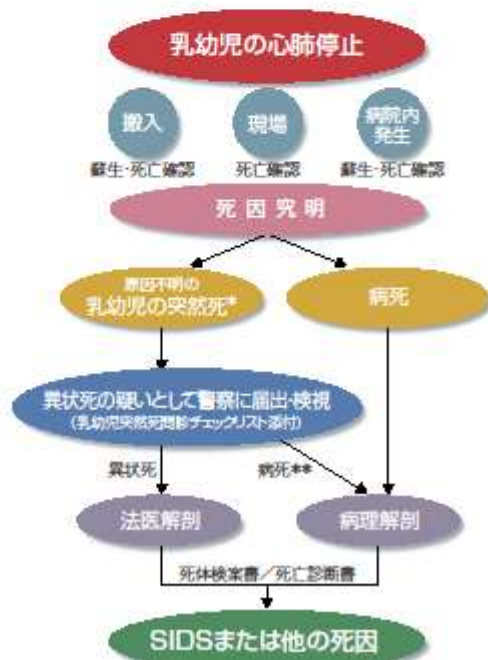 乳幼児の心肺停止
搬入
現場
病院内
発生
蘇生・死亡確認
死亡確認
蘇生・死亡確認
死因究明
原因不明の
乳幼児の突然死*
病死
異状死の疑いとして警察に届出・検視
(乳幼児突然死問診チェックリスト添付)
異状死
病死**
法医解剖
病理解剖
死体検案書/死亡診断書
SIDSまたは他の死因